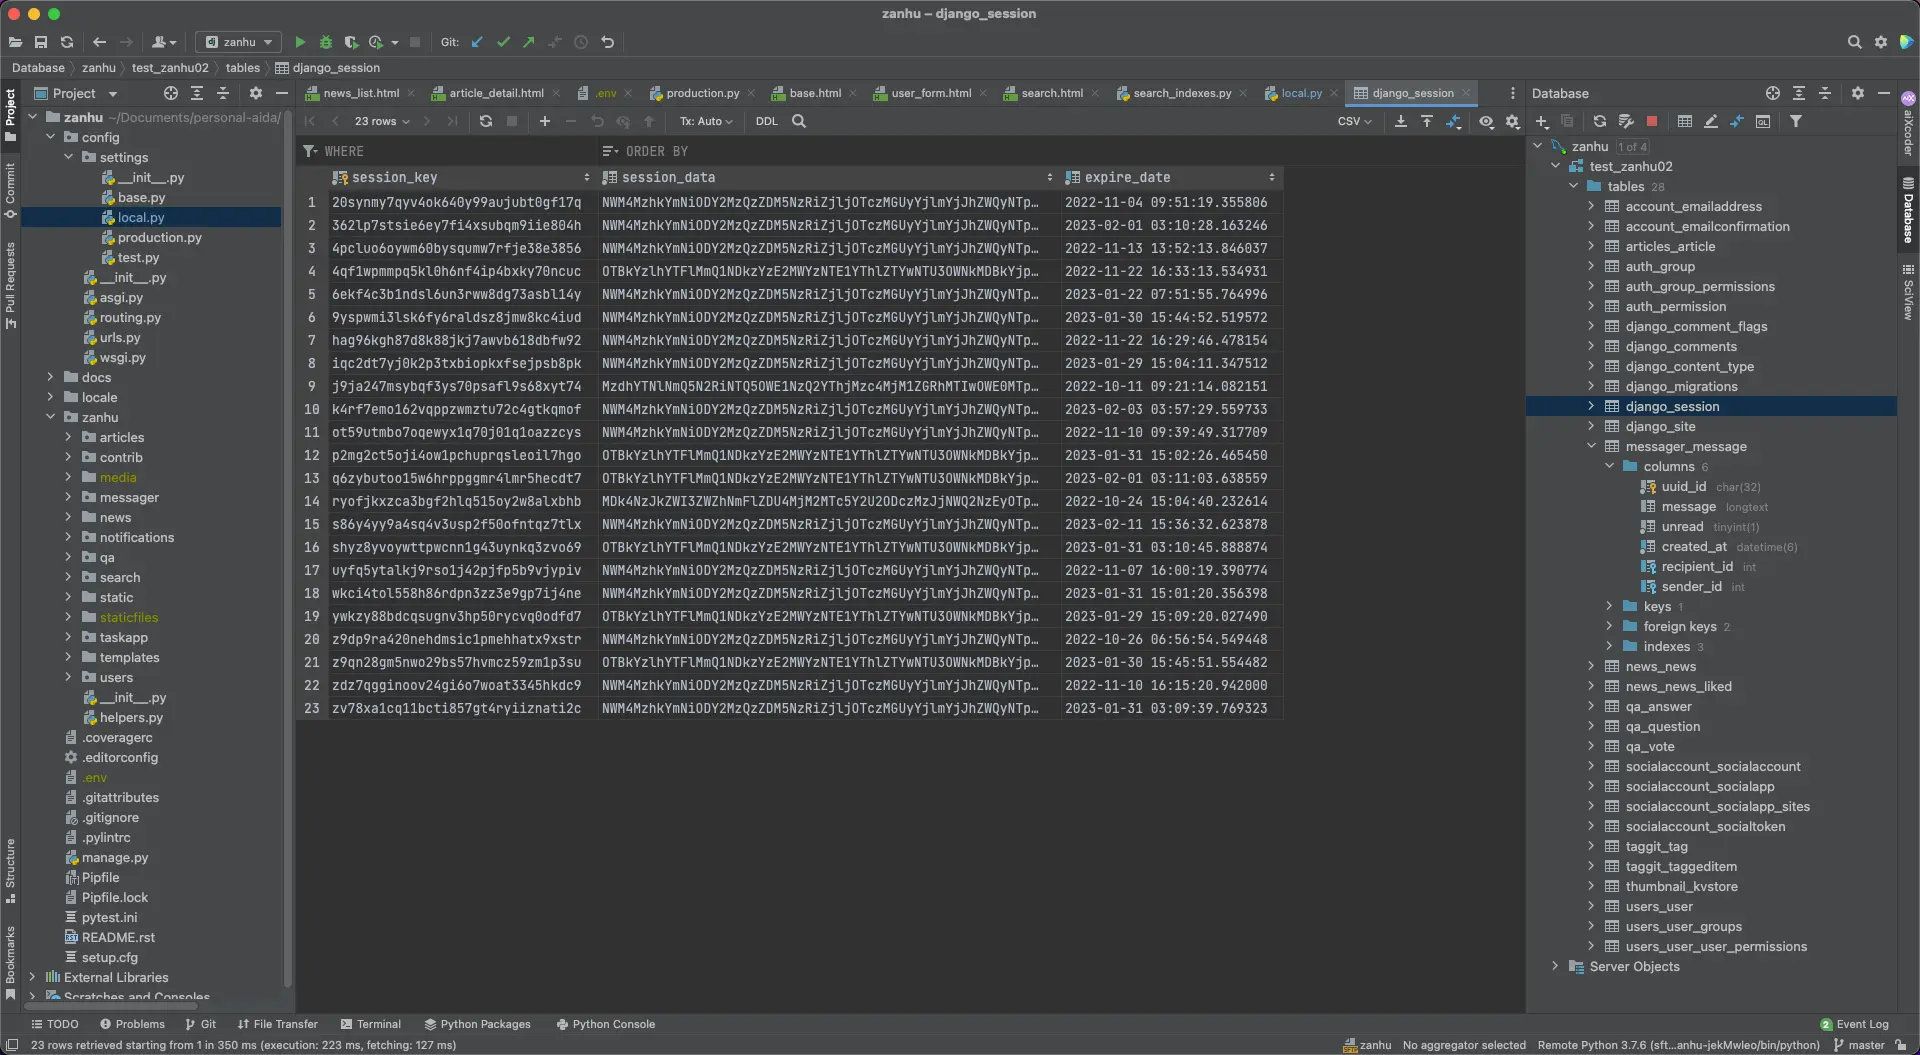 zanhu – django_session
zanhu
Git:
Database
zanhu
test_zanhu02
tables
django_session
Project
news_list.html
article_detail.html
.env
production.py
base.html
user_form.html
search.html
search_indexes.py
local.py
django_session
Database
23 rows
Tx: Auto
DDL
CSV
WHERE
ORDER BY
session_key
session_data
expire_date
1 20synmy7qyv4ok640y99aujubt0gf17q NWM4MzhkYmNiODY2MzQzZDM5NzRiZjljOTczMGUyYjlmYjJhZWQyNTp… 2022-11-04 09:51:19.355806
2 362lp7stsie6ey7fi4xsubqm9iie804h NWM4MzhkYmNiODY2MzQzZDM5NzRiZjljOTczMGUyYjlmYjJhZWQyNTp… 2023-02-01 03:10:28.163246
3 4pcluo6oywm60bysqumw7rfje38e3856 NWM4MzhkYmNiODY2MzQzZDM5NzRiZjljOTczMGUyYjlmYjJhZWQyNTp… 2022-11-13 13:52:13.846037
4 4qf1wpmmpq5kl0h6nf4ip4bxky70ncuc OTBkYzlhYTFlMmQ1NDkzYzE2MWYzNTE1YThlZTYwNTU3OWNkMDBkYjp… 2022-11-22 16:33:13.534931
5 6ekf4c3b1ndsl6un3rww8dg73asbl14y NWM4MzhkYmNiODY2MzQzZDM5NzRiZjljOTczMGUyYjlmYjJhZWQyNTp… 2023-01-22 07:51:55.764996
6 9yspwmi3lsk6fy6raldsz8jmw8kc4iud NWM4MzhkYmNiODY2MzQzZDM5NzRiZjljOTczMGUyYjlmYjJhZWQyNTp… 2023-01-30 15:44:52.519572
7 hag96kgh87d8k88jkj7awvb618dbfw92 NWM4MzhkYmNiODY2MzQzZDM5NzRiZjljOTczMGUyYjlmYjJhZWQyNTp… 2022-11-22 16:29:46.478154
8 iqc2dt7yj0k2p3txbiopkxfsejpsb8pk NWM4MzhkYmNiODY2MzQzZDM5NzRiZjljOTczMGUyYjlmYjJhZWQyNTp… 2023-01-29 15:04:11.347512
9 j9ja247msybqf3ys70psafl9s68xyt74 MzdhYTNlNmQ5N2RiNTQ5OWE1NzQ2YThjMzc4MjM1ZGRhMTIwOWE0MTp… 2022-10-11 09:21:14.082151
10 k4rf7emo162vqppzwmztu72c4gtkqmof NWM4MzhkYmNiODY2MzQzZDM5NzRiZjljOTczMGUyYjlmYjJhZWQyNTp… 2023-02-03 03:57:29.559733
11 ot59utmbo7oqewyx1q70j01q1oazzcys NWM4MzhkYmNiODY2MzQzZDM5NzRiZjljOTczMGUyYjlmYjJhZWQyNTp… 2022-11-10 09:39:49.317709
12 p2mg2ct5oji4ow1pchuprqsleoil7hgo OTBkYzlhYTFlMmQ1NDkzYzE2MWYzNTE1YThlZTYwNTU3OWNkMDBkYjp… 2023-01-31 15:02:26.465450
13 q6zybutoo15w6hrppggmr4lmr5hecdt7 OTBkYzlhYTFlMmQ1NDkzYzE2MWYzNTE1YThlZTYwNTU3OWNkMDBkYjp… 2023-02-01 03:11:03.638559
14 ryofjkxzca3bgf2hlq515oy2w8alxbhb MDk4NzJkZWI3ZWZhNmFlZDU4MjM2MTc5Y2U2ODczMzJjNWQ2NzEyOTp… 2022-10-24 15:04:40.232614
15 s86y4yy9a4sq4v3usp2f50ofntqz7tlx NWM4MzhkYmNiODY2MzQzZDM5NzRiZjljOTczMGUyYjlmYjJhZWQyNTp… 2023-02-11 15:36:32.623878
16 shyz8yvoywttpwcnn1g43uynkq3zvo69 OTBkYzlhYTFlMmQ1NDkzYzE2MWYzNTE1YThlZTYwNTU3OWNkMDBkYjp… 2023-01-31 03:10:45.888874
17 uyfq5ytalkj9rso1j42pjfp5b9vjypiv NWM4MzhkYmNiODY2MzQzZDM5NzRiZjljOTczMGUyYjlmYjJhZWQyNTp… 2022-11-07 16:00:19.390774
18 wkci4tol558h86rdpn3zz3e9gp7ij4ne NWM4MzhkYmNiODY2MzQzZDM5NzRiZjljOTczMGUyYjlmYjJhZWQyNTp… 2023-01-31 15:01:20.356398
19 ywkzy88bdcqsugnv3hp50rycvq0odfd7 OTBkYzlhYTFlMmQ1NDkzYzE2MWYzNTE1YThlZTYwNTU3OWNkMDBkYjp… 2023-01-29 15:09:20.027490
20 z9dp9ra420nehdmsic1pmehhatx9xstr NWM4MzhkYmNiODY2MzQzZDM5NzRiZjljOTczMGUyYjlmYjJhZWQyNTp… 2022-10-26 06:56:54.549448
21 z9qn28gm5nwo29bs57hvmcz59zm1p3su OTBkYzlhYTFlMmQ1NDkzYzE2MWYzNTE1YThlZTYwNTU3OWNkMDBkYjp… 2023-01-30 15:45:51.554482
22 zdz7qgginoov24gi6o7woat3345hkdc9 NWM4MzhkYmNiODY2MzQzZDM5NzRiZjljOTczMGUyYjlmYjJhZWQyNTp… 2022-11-10 16:15:20.942000
23 zv78xa1cq11bcti857gt4ryiiznati2c NWM4MzhkYmNiODY2MzQzZDM5NzRiZjljOTczMGUyYjlmYjJhZWQyNTp… 2023-01-31 03:09:39.769323
Project
Commit
Pull Requests
Structure
Bookmarks
zanhu ~/Documents/personal-aida/
config
settings
__init__.py
base.py
local.py
production.py
test.py
__init__.py
asgi.py
routing.py
urls.py
wsgi.py
docs
locale
zanhu
articles
contrib
media
messager
news
notifications
qa
search
static
staticfiles
taskapp
templates
users
__init__.py
helpers.py
.coveragerc
.editorconfig
.env
.gitattributes
.gitignore
.pylintrc
manage.py
Pipfile
Pipfile.lock
pytest.ini
README.rst
setup.cfg
External Libraries
Scratches and Consoles
zanhu 1 of 4
test_zanhu02
tables 28
account_emailaddress
account_emailconfirmation
articles_article
auth_group
auth_group_permissions
auth_permission
django_comment_flags
django_comments
django_content_type
django_migrations
django_session
django_site
messager_message
columns 6
uuid_id char(32)
message longtext
unread tinyint(1)
created_at datetime(6)
recipient_id int
sender_id int
keys 1
foreign keys 2
indexes 3
news_news
news_news_liked
qa_answer
qa_question
qa_vote
socialaccount_socialaccount
socialaccount_socialapp
socialaccount_socialapp_sites
socialaccount_socialtoken
taggit_tag
taggit_taggeditem
thumbnail_kvstore
users_user
users_user_groups
users_user_user_permissions
Server Objects
aiXcoder
Database
SciView
TODO
Problems
Git
File Transfer
Terminal
Python Packages
Python Console
2 Event Log
23 rows retrieved starting from 1 in 350 ms (execution: 223 ms, fetching: 127 ms)
zanhu
No aggregator selected
Remote Python 3.7.6 (sft...anhu-jekMwleo/bin/python)
master